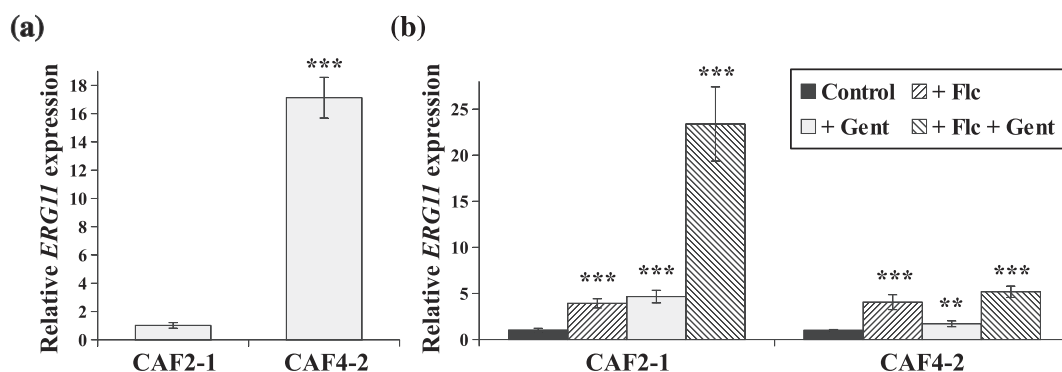 (a)
Relative ERG11 expression
18
16
14
12
10
8
6
4
2
0
***
CAF2-1 CAF4-2
(b)
Relative ERG11 expression
25
20
15
10
5
0
*** *** ***
*** ** ***
CAF2-1 CAF4-2
Control + Flc
+ Gent + Flc + Gent